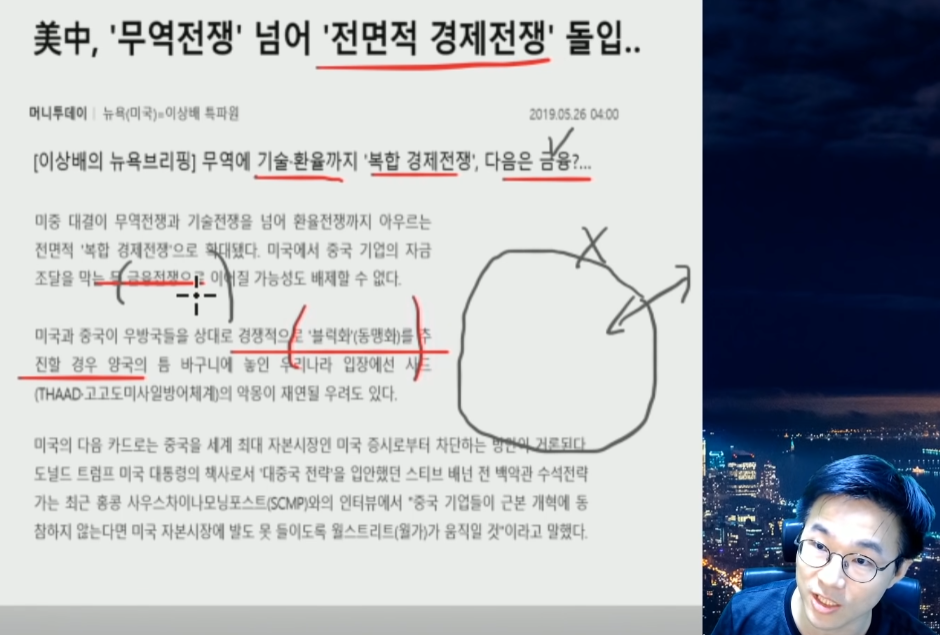 美中, '무역전쟁' 넘어 '전면적 경제전쟁' 돌입..
머니투데이 | 뉴욕(미국)=이상배 특파원
2019.05.26 04:00
[이상배의 뉴욕브리핑] 무역에 기술·환율까지 '복합 경제전쟁', 다음은 금융?...
미중 대결이 무역전쟁과 기술전쟁을 넘어 환율전쟁까지 아우르는
전면적 '복합 경제전쟁'으로 확대됐다. 미국에서 중국 기업의 자금
조달을 막는 등 금융전쟁으로 이어질 가능성도 배제할 수 없다.
미국과 중국이 우방국들을 상대로 경쟁적으로 '블럭화'(동맹화)를 추
진할 경우 양국의 틈 바구니에 놓인 우리나라 입장에선 사드
(THAAD·고고도미사일방어체계)의 악몽이 재연될 우려도 있다.
미국의 다음 카드로는 중국을 세계 최대 자본시장인 미국 증시로부터 차단하는 방안이 거론된다.
도널드 트럼프 미국 대통령의 책사로서 '대중국 전략'을 입안했던 스티브 배넌 전 백악관 수석전략
가는 최근 홍콩 사우스차이나모닝포스트(SCMP)와의 인터뷰에서 "중국 기업들이 근본 개혁에 동
참하지 않는다면 미국 자본시장에 발도 못 들이도록 월스트리트(월가)가 움직일 것"이라고 말했다.